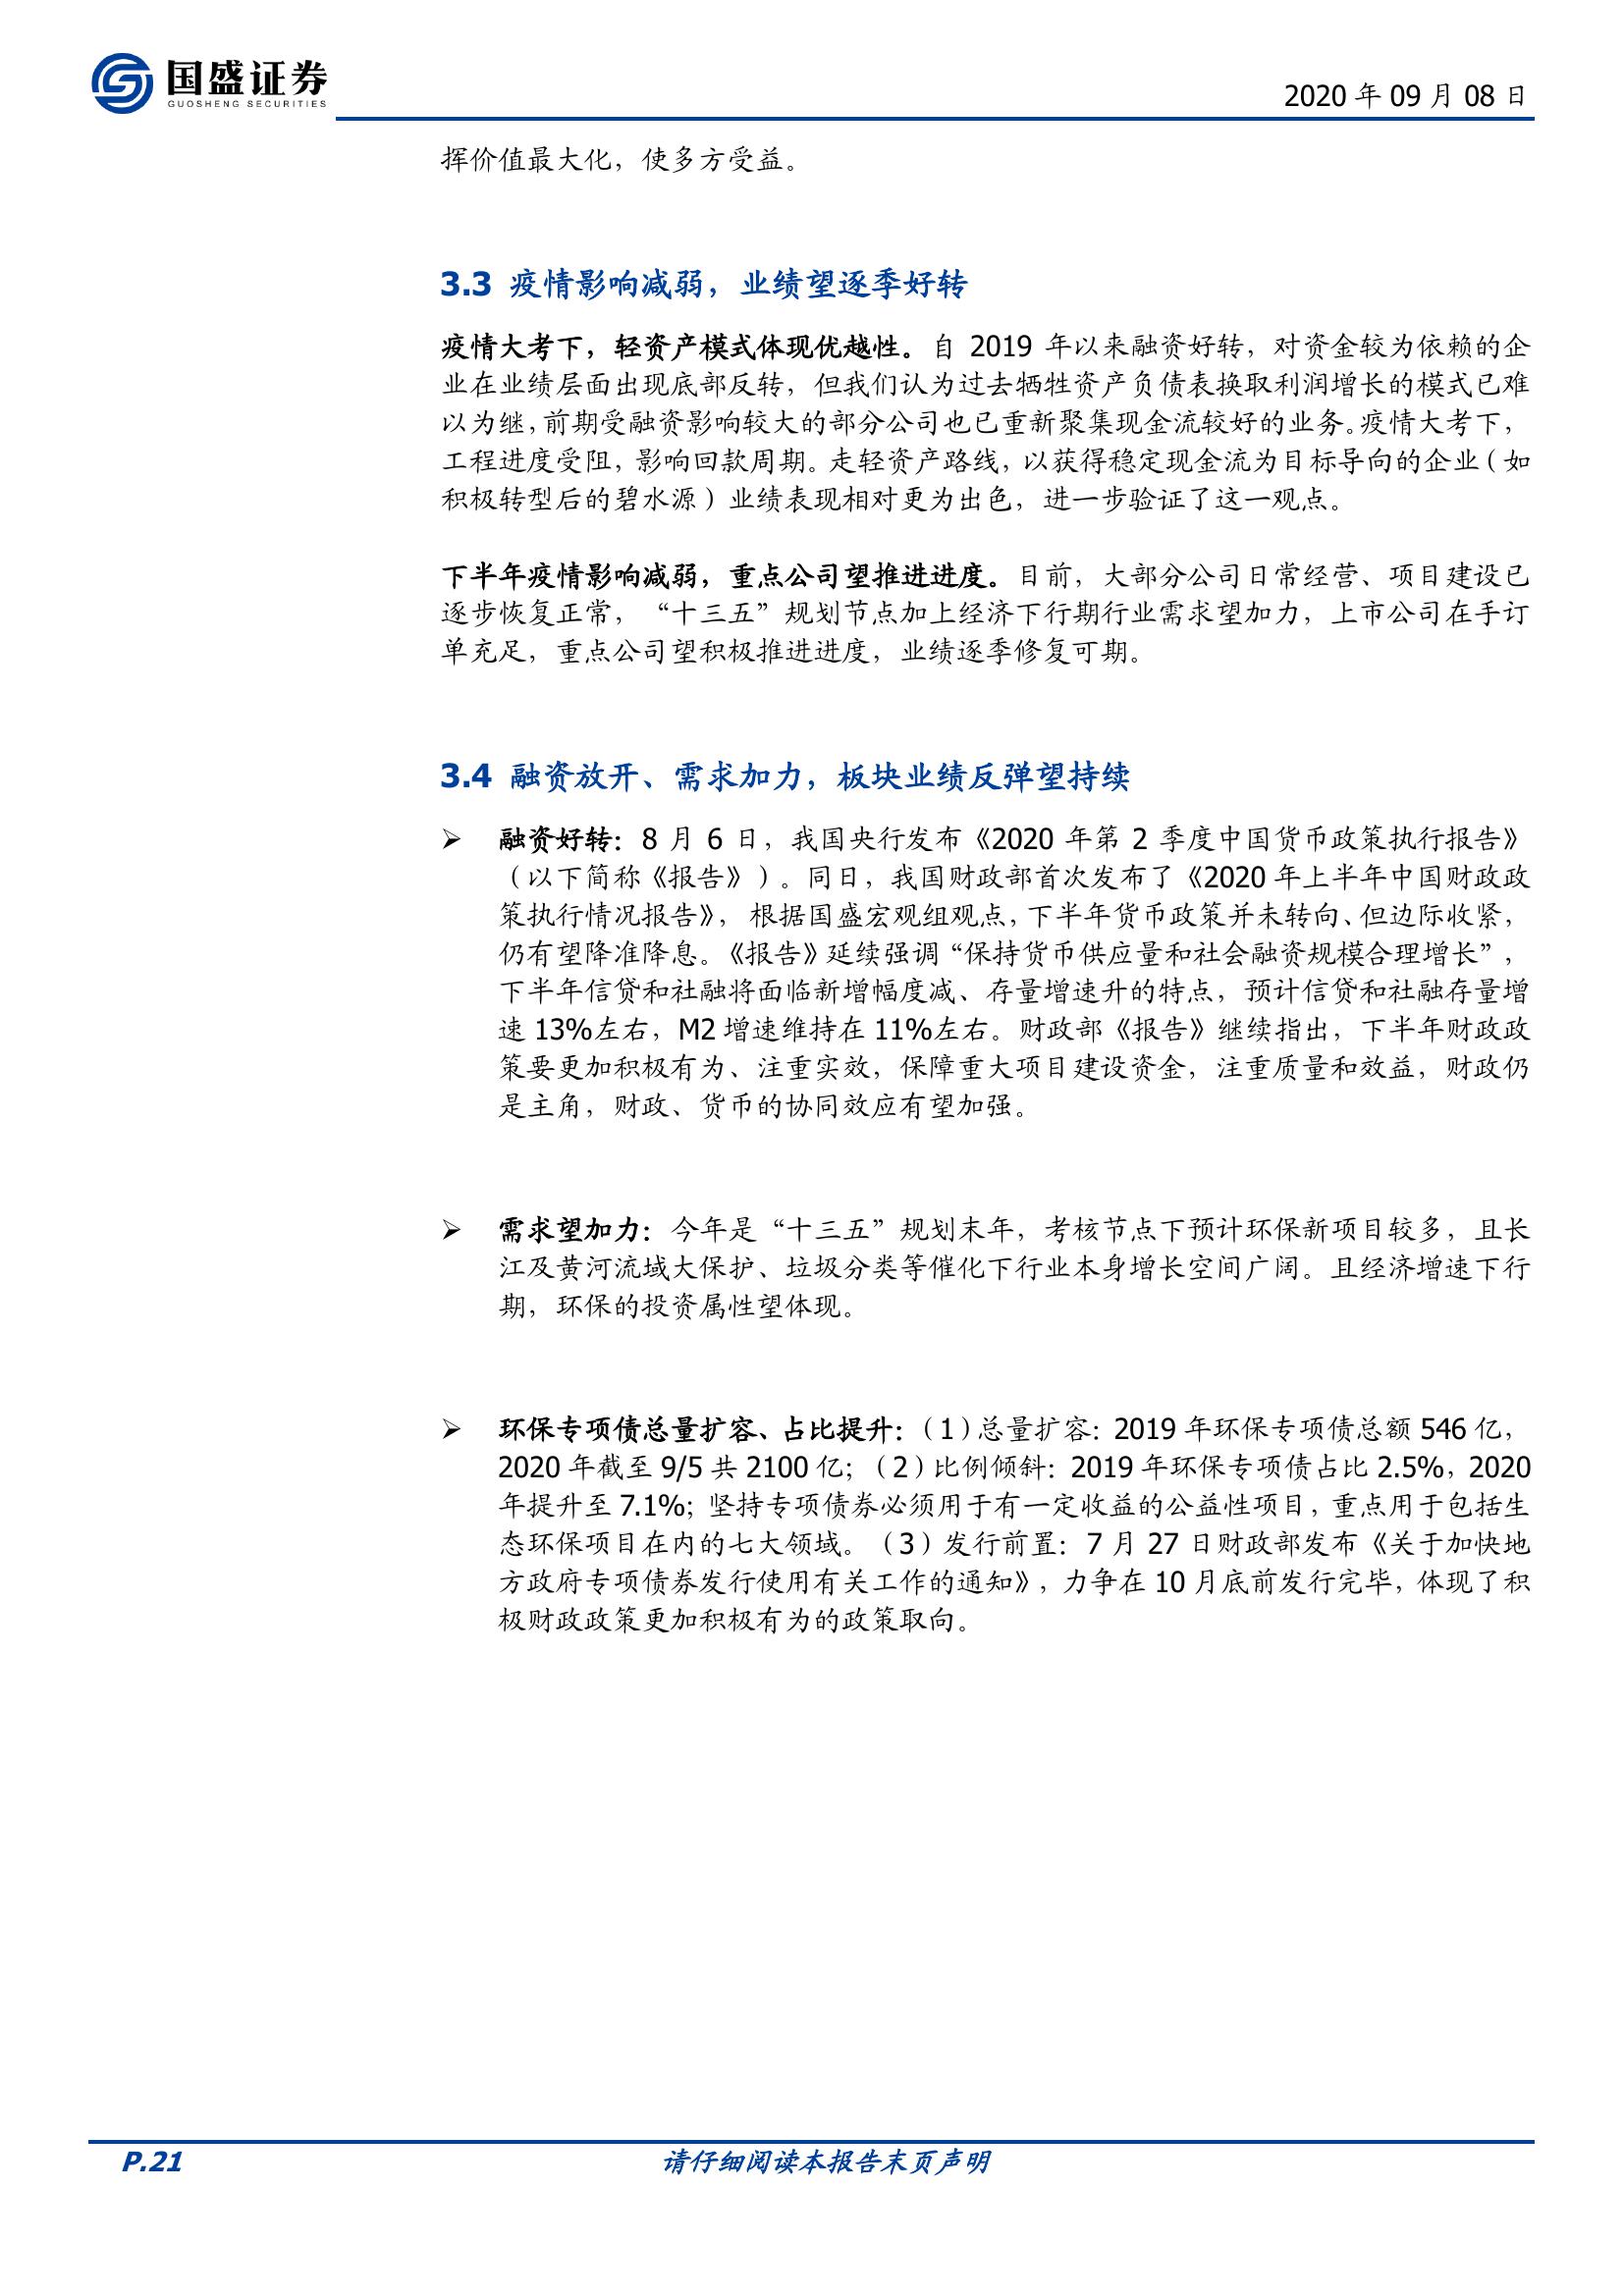 国盛证券
GUOSHENG SECURITIES
2020 年 09 月 08 日
挥价值最大化，使多方受益。
3.3 疫情影响减弱，业绩望逐季好转
疫情大考下，轻资产模式体现优越性。自 2019 年以来融资好转，对资金较为依赖的企
业在业绩层面出现底部反转，但我们认为过去牺牲资产负债表换取利润增长的模式已难
以为继，前期受融资影响较大的部分公司也已重新聚集现金流较好的业务。疫情大考下，
工程进度受阻，影响回款周期。走轻资产路线，以获得稳定现金流为目标导向的企业（如
积极转型后的碧水源）业绩表现相对更为出色，进一步验证了这一观点。
下半年疫情影响减弱，重点公司望推进进度。目前，大部分公司日常经营、项目建设已
逐步恢复正常，“十三五”规划节点加上经济下行期行业需求望加力，上市公司在手订
单充足，重点公司望积极推进进度，业绩逐季修复可期。
3.4 融资放开、需求加力，板块业绩反弹望持续
➢ 融资好转：8 月 6 日，我国央行发布《2020 年第 2 季度中国货币政策执行报告》
（以下简称《报告》）。同日，我国财政部首次发布了《2020 年上半年中国财政政
策执行情况报告》，根据国盛宏观组观点，下半年货币政策并未转向、但边际收紧，
仍有望降准降息。《报告》延续强调“保持货币供应量和社会融资规模合理增长”，
下半年信贷和社融将面临新增幅度减、存量增速升的特点，预计信贷和社融存量增
速 13%左右，M2 增速维持在 11%左右。财政部《报告》继续指出，下半年财政政
策要更加积极有为、注重实效，保障重大项目建设资金，注重质量和效益，财政仍
是主角，财政、货币的协同效应有望加强。
➢ 需求望加力：今年是“十三五”规划末年，考核节点下预计环保新项目较多，且长
江及黄河流域大保护、垃圾分类等催化下行业本身增长空间广阔。且经济增速下行
期，环保的投资属性望体现。
➢ 环保专项债总量扩容、占比提升：（1）总量扩容：2019 年环保专项债总额 546 亿，
2020 年截至 9/5 共 2100 亿；（2）比例倾斜：2019 年环保专项债占比 2.5%，2020
年提升至 7.1%；坚持专项债券必须用于有一定收益的公益性项目，重点用于包括生
态环保项目在内的七大领域。（3）发行前置：7 月 27 日财政部发布《关于加快地
方政府专项债券发行使用有关工作的通知》，力争在 10 月底前发行完毕，体现了积
极财政政策更加积极有为的政策取向。
P.21
请仔细阅读本报告末页声明